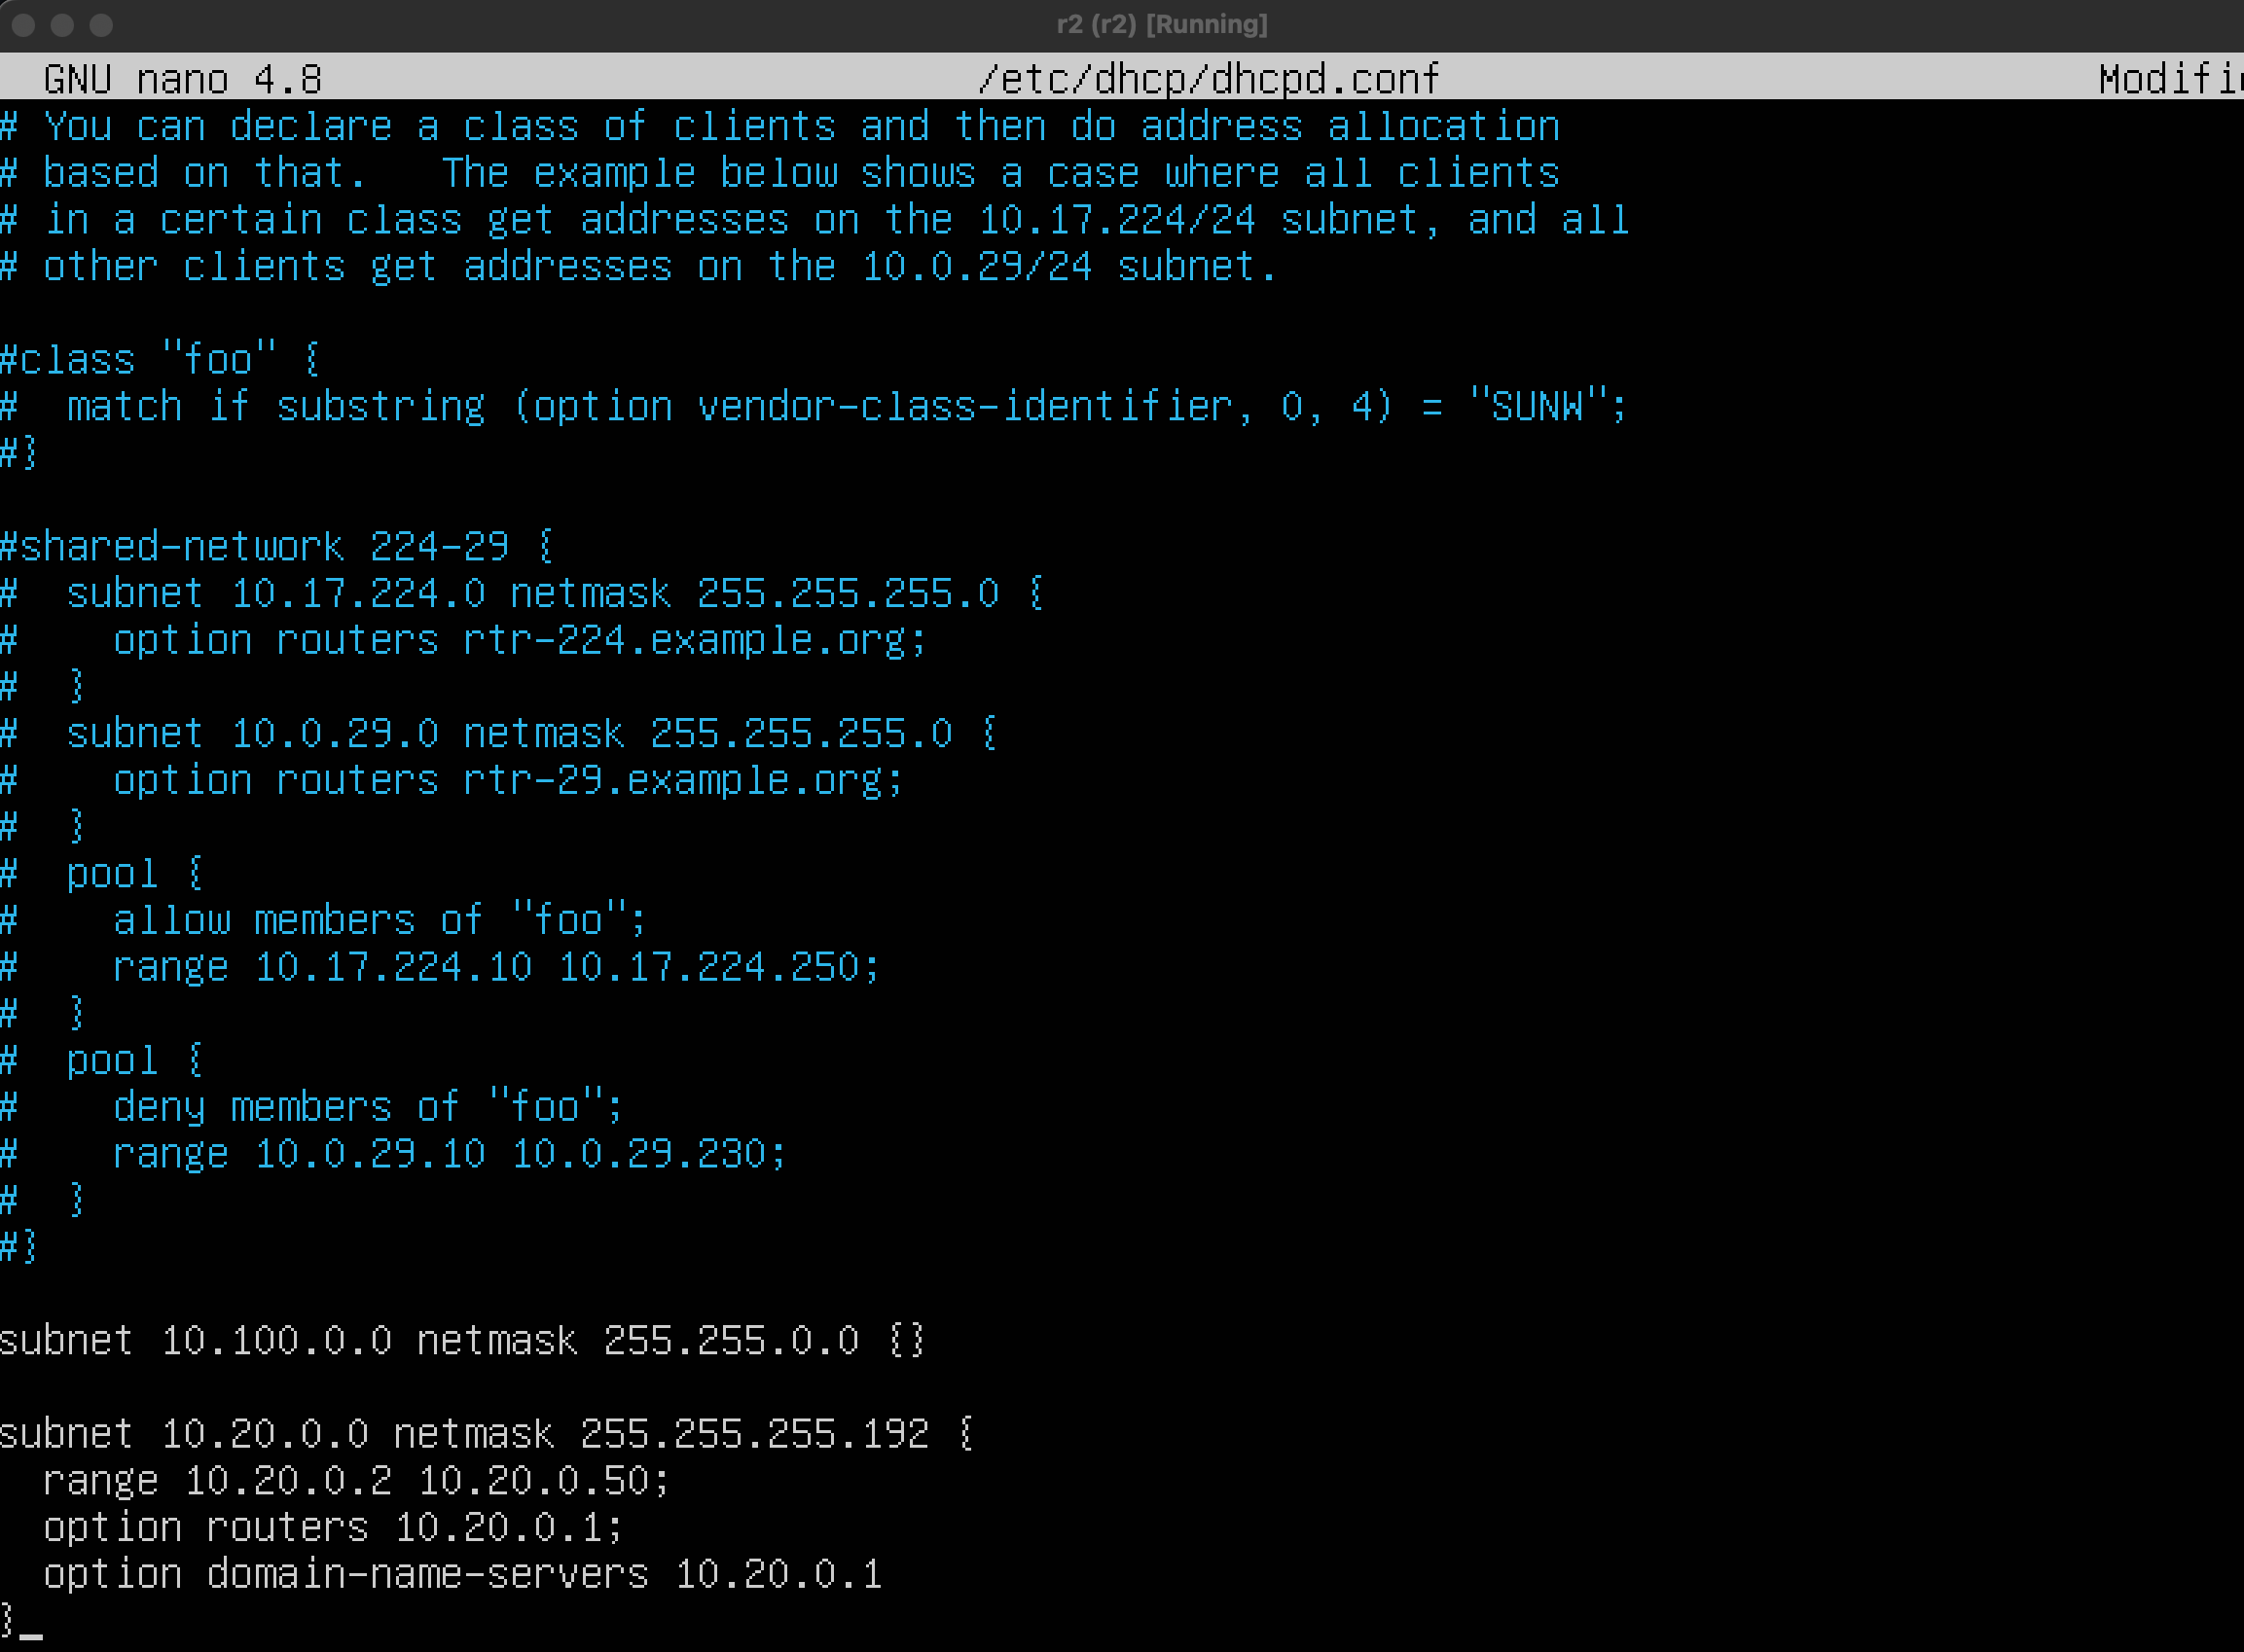 r2 (r2) [Running]
GNU nano 4.8 /etc/dhcp/dhcpd.conf Modifi
# You can declare a class of clients and then do address allocation
# based on that.   The example below shows a case where all clients
# in a certain class get addresses on the 10.17.224/24 subnet, and all
# other clients get addresses on the 10.0.29/24 subnet.
#class "foo" {
#  match if substring (option vendor-class-identifier, 0, 4) = "SUNW";
#}
#shared-network 224-29 {
#  subnet 10.17.224.0 netmask 255.255.255.0 {
#    option routers rtr-224.example.org;
#  }
#  subnet 10.0.29.0 netmask 255.255.255.0 {
#    option routers rtr-29.example.org;
#  }
#  pool {
#    allow members of "foo";
#    range 10.17.224.10 10.17.224.250;
#  }
#  pool {
#    deny members of "foo";
#    range 10.0.29.10 10.0.29.230;
#  }
#}
subnet 10.100.0.0 netmask 255.255.0.0 {}
subnet 10.20.0.0 netmask 255.255.255.192 {
  range 10.20.0.2 10.20.0.50;
  option routers 10.20.0.1;
  option domain-name-servers 10.20.0.1
}